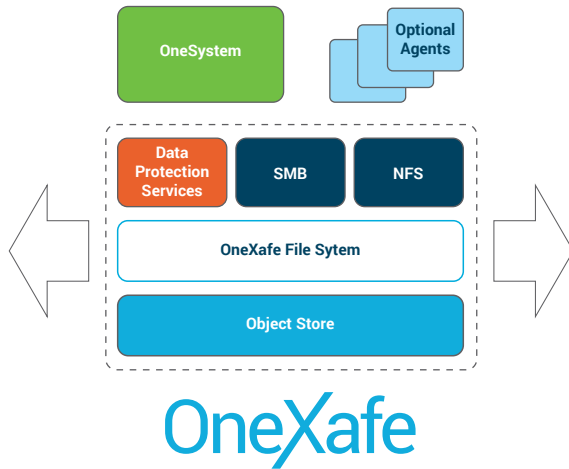 OneSystem
Optional
Agents
Data
Protection
Services
SMB
NFS
OneXafe File Sytem
Object Store
OneXafe